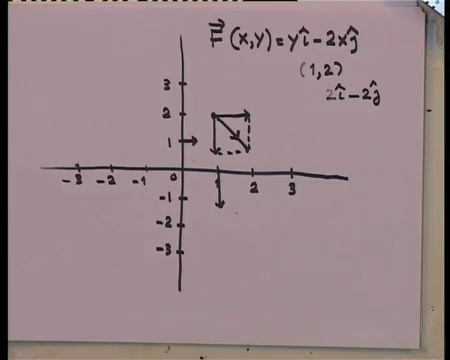 F⃗ (x,y) = yî - 2xĵ
(1,2)
2î - 2ĵ
3
2
1
-3 -2 -1 0 1 2 3
-1
-2
-3